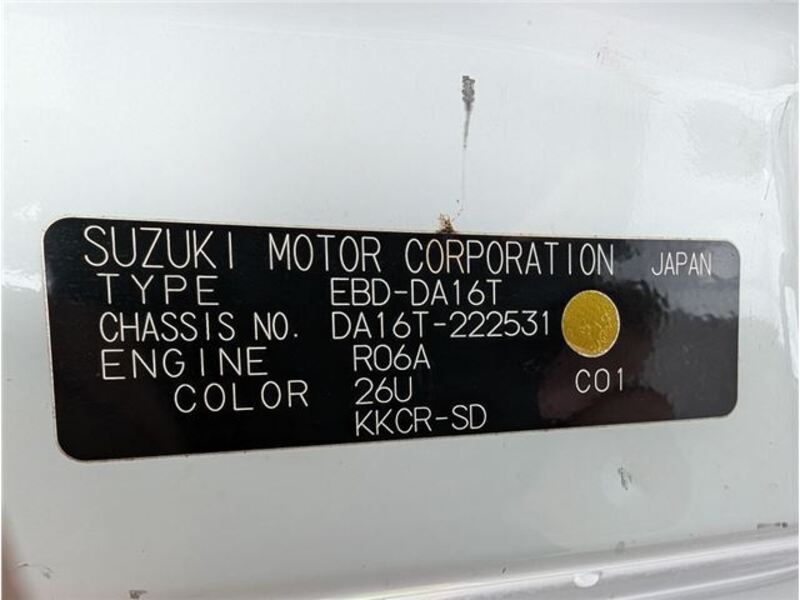 SUZUKI MOTOR CORPORATION JAPAN
TYPE EBD-DA16T
CHASSIS NO. DA16T-222531
ENGINE R06A
COLOR 26U C01
KKCR-SD